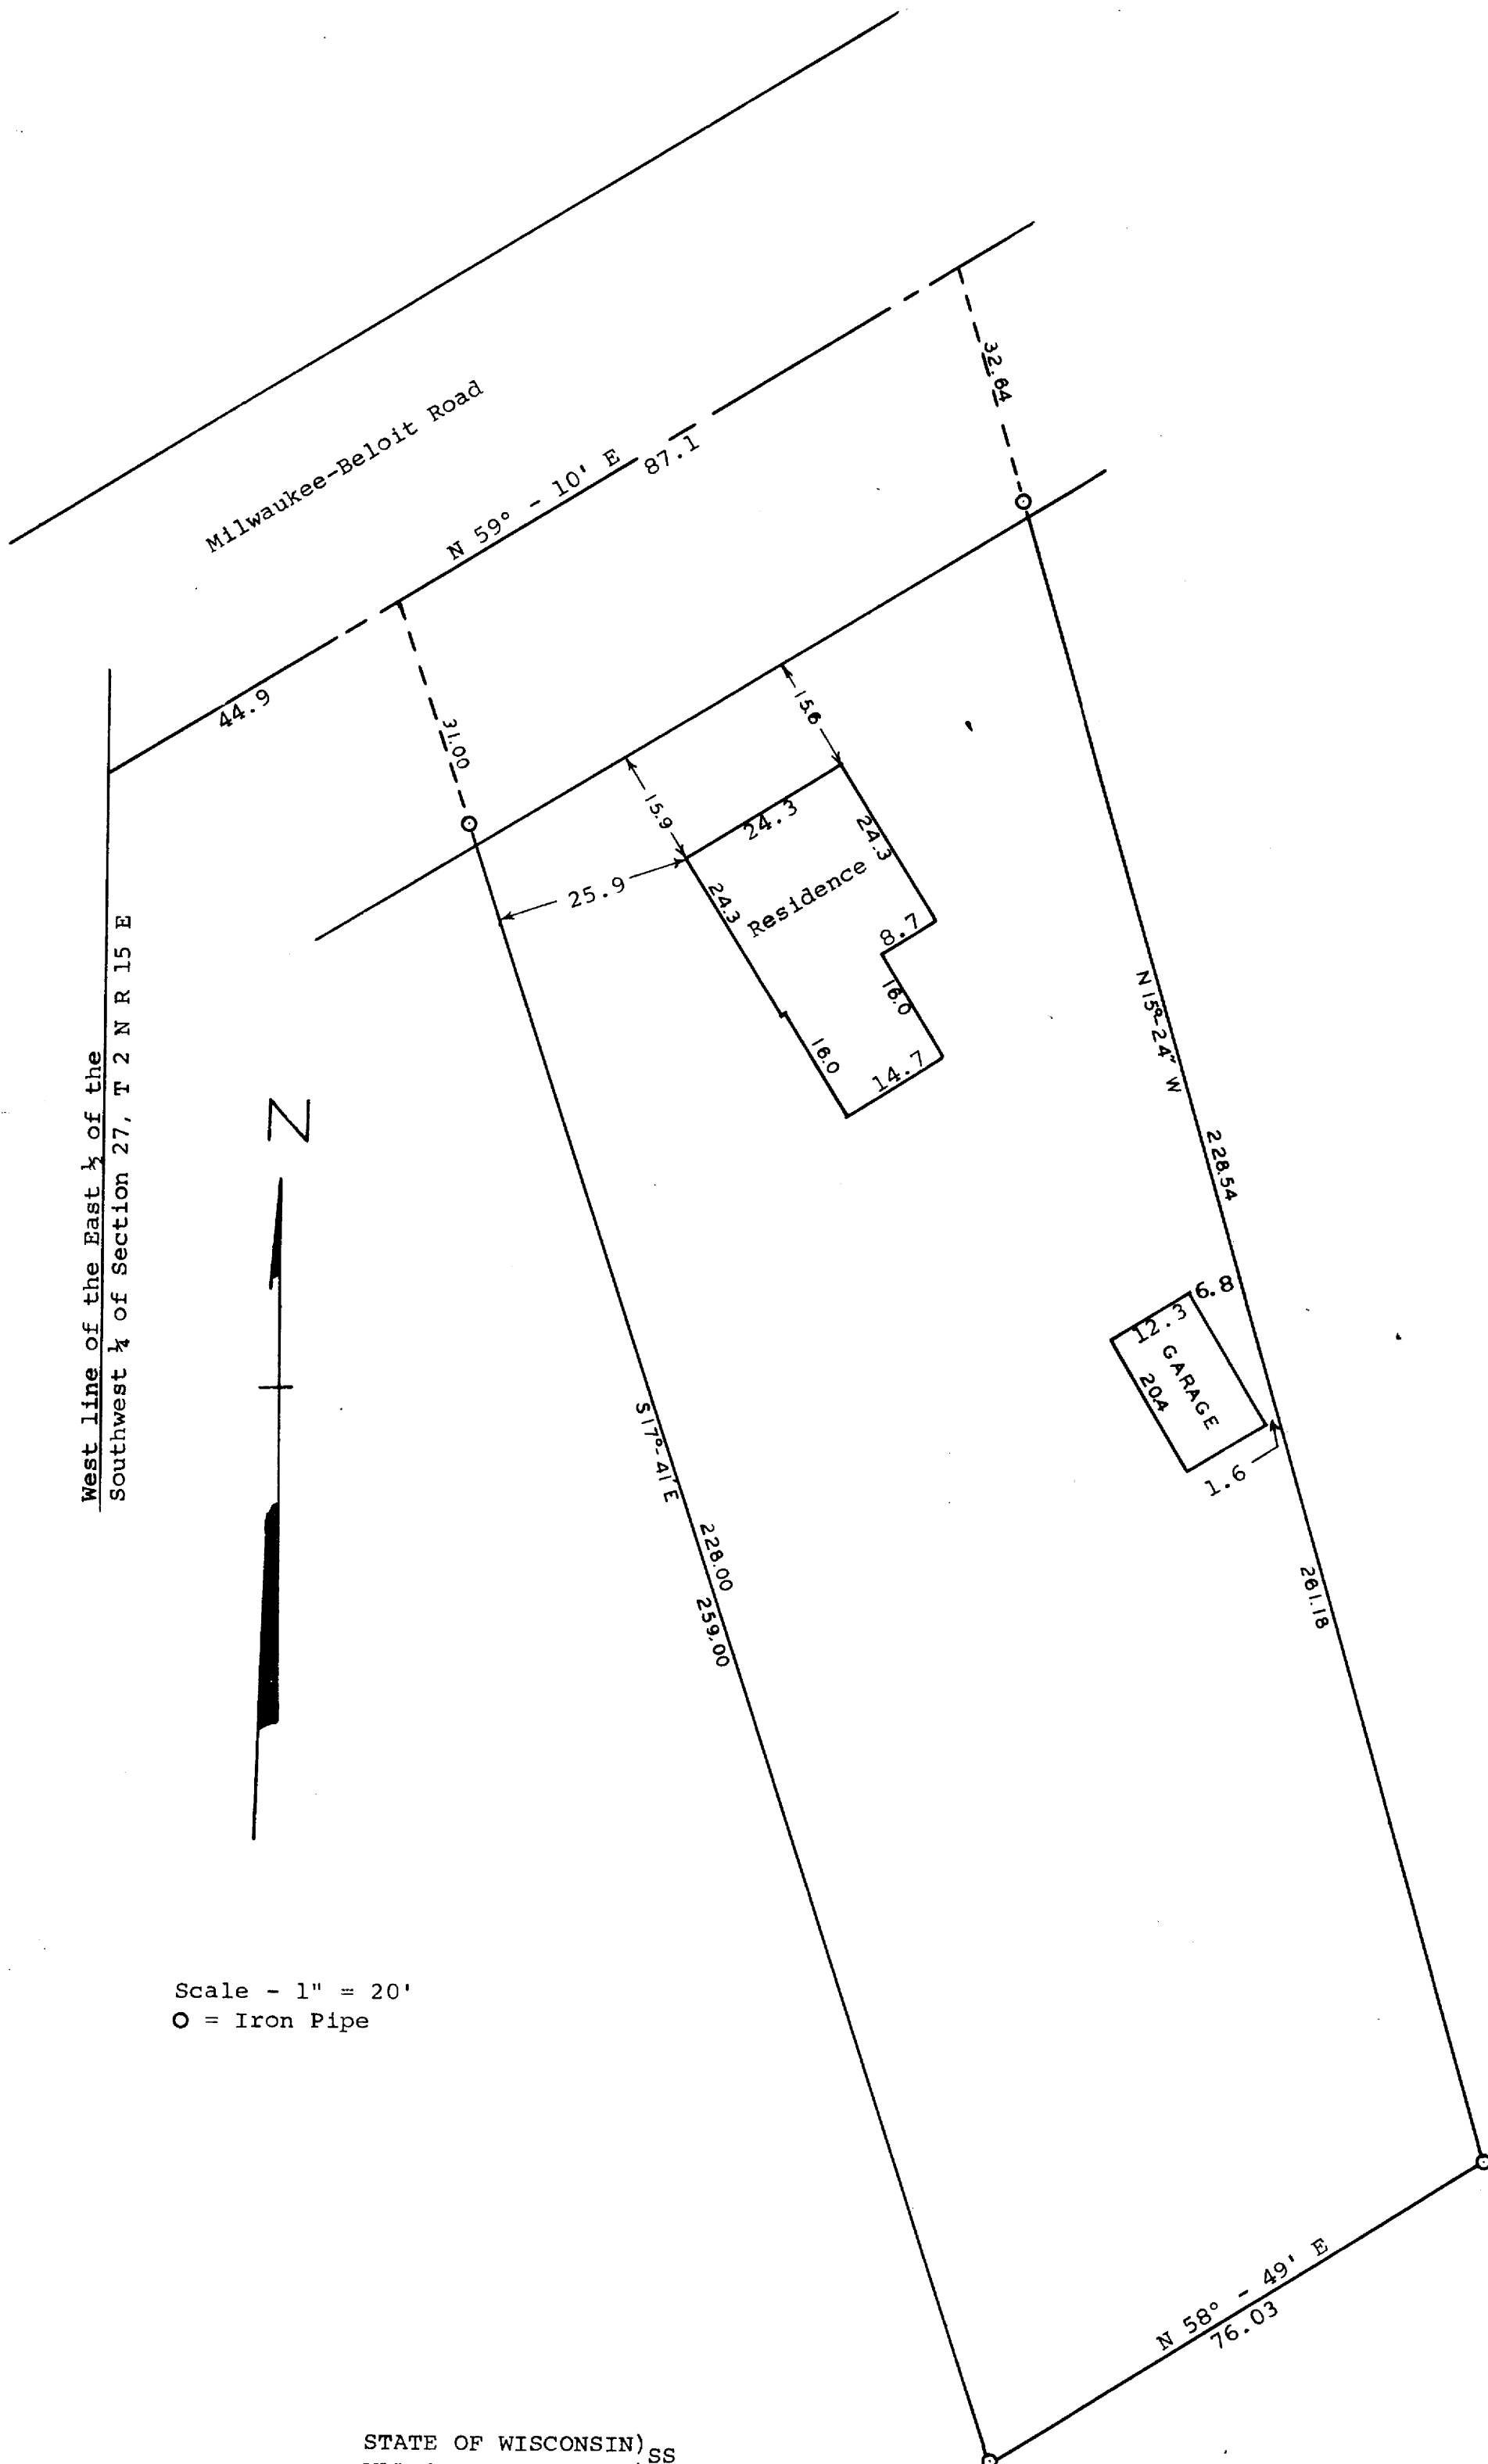 Milwaukee-Beloit Road
N 59° - 10' E
87.1
32.64
44.9
31.00
15.6
15.9
24.3
24.3
25.9
24.3
Residence
8.7
16.0
16.0
14.7
N 15°-24" W
228.54
West line of the East ½ of the
Southwest ¼ of Section 27, T 2 N R 15 E
N
6.8
12.3
GARAGE
20.4
1.6
S 17°-41' E
228.00
259.00
261.18
Scale - 1" = 20'
O = Iron Pipe
N 58° - 49' E
76.03
STATE OF WISCONSIN)
SS